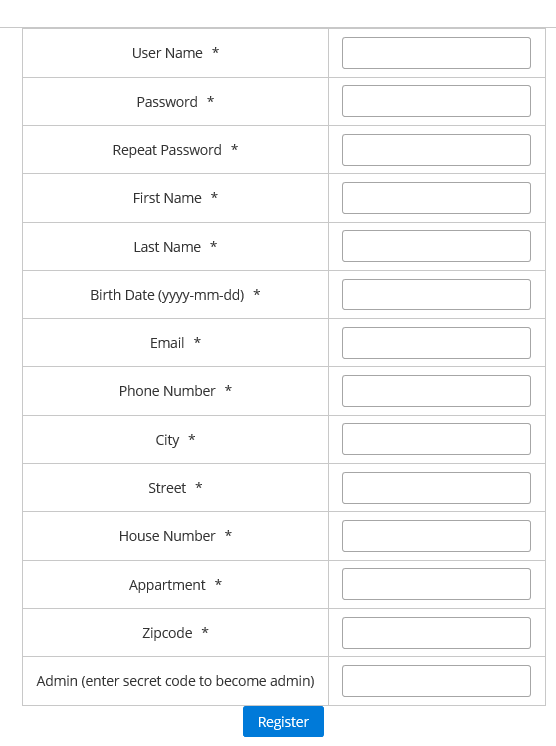 User Name *
Password *
Repeat Password *
First Name *
Last Name *
Birth Date (yyyy-mm-dd) *
Email *
Phone Number *
City *
Street *
House Number *
Appartment *
Zipcode *
Admin (enter secret code to become admin)
Register